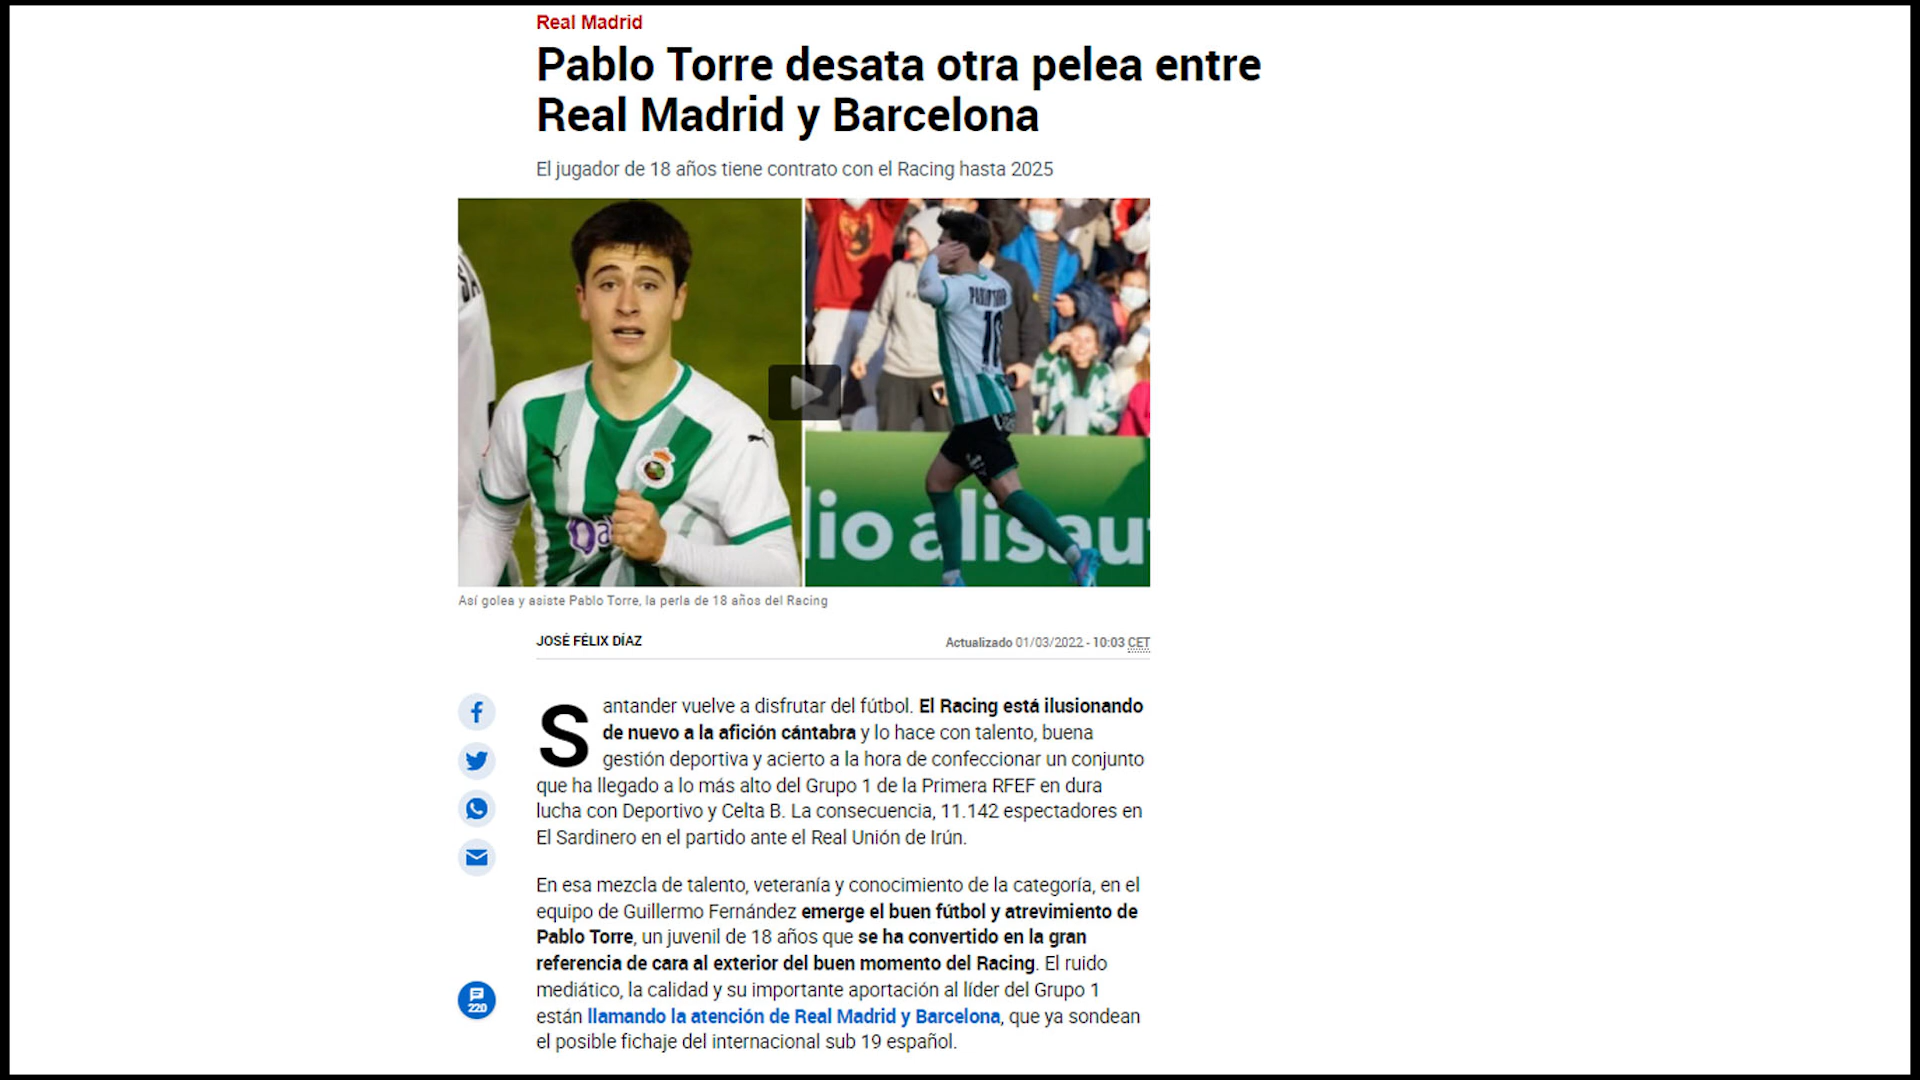 Real Madrid
Pablo Torre desata otra pelea entre
Real Madrid y Barcelona
El jugador de 18 años tiene contrato con el Racing hasta 2025
10
lio alisau
Así golea y asiste Pablo Torre, la perla de 18 años del Racing
JOSÉ FÉLIX DÍAZ
Actualizado 01/03/2022 - 10:03 CET
Santander vuelve a disfrutar del fútbol. El Racing está ilusionando
de nuevo a la afición cántabra y lo hace con talento, buena
gestión deportiva y acierto a la hora de confeccionar un conjunto
que ha llegado a lo más alto del Grupo 1 de la Primera RFEF en dura
lucha con Deportivo y Celta B. La consecuencia, 11.142 espectadores en
El Sardinero en el partido ante el Real Unión de Irún.
En esa mezcla de talento, veteranía y conocimiento de la categoría, en el
equipo de Guillermo Fernández emerge el buen fútbol y atrevimiento de
Pablo Torre, un juvenil de 18 años que se ha convertido en la gran
referencia de cara al exterior del buen momento del Racing. El ruido
mediático, la calidad y su importante aportación al líder del Grupo 1
están llamando la atención de Real Madrid y Barcelona, que ya sondean
el posible fichaje del internacional sub 19 español.
220